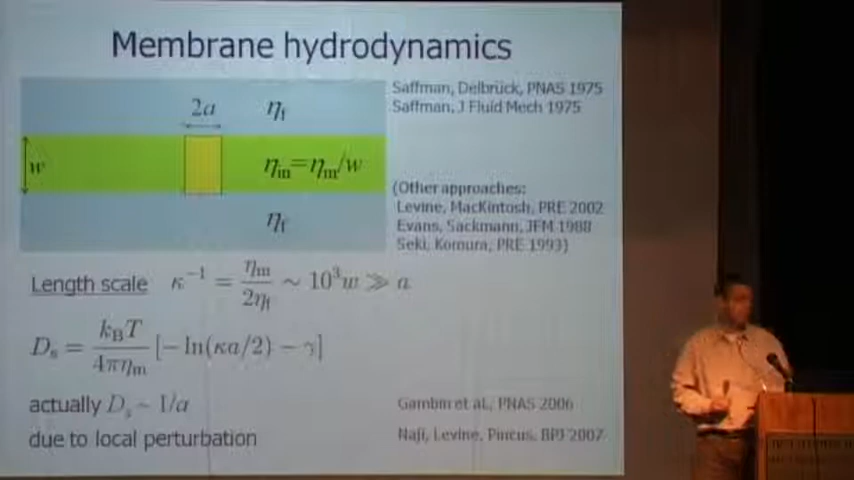 Membrane hydrodynamics
Saffman, Delbrück, PNAS 1975
Saffman, J Fluid Mech 1975
2a
η_f
w
η_in=η_m/w
η_f
(Other approaches:
Levine, MacKintosh, PRE 2002
Evans, Sackmann, JFM 1988
Seki, Komura, PRE 1993)
Length scale κ⁻¹ = η_m/2η_f ∼ 10³w ≫ a
D_s = k_BT/4πη_m [−ln(κa/2) − γ]
actually D_s ~ 1/a
due to local perturbation
Gambin et al., PNAS 2006
Naji, Levine, Pincus, BPJ 2007